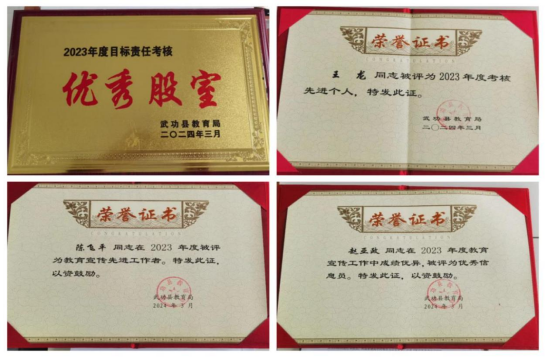 2023年度目标责任考核
优秀股室
武功县教育局
二〇二四年三月
荣誉证书
王龙 同志被评为2023年度考核
先进个人，特发此证。
武功县教育局
二〇二四年三月
荣誉证书
陈飞平 同志在 2023 年度被评
为教育宣传先进工作者。特发此证，
以资鼓励。
武功县教育局
荣誉证书
同志在 2023 年度教育
宣传工作中成绩优异，被评为优秀信
息员。特发此证，以资鼓励。
武功县教育局